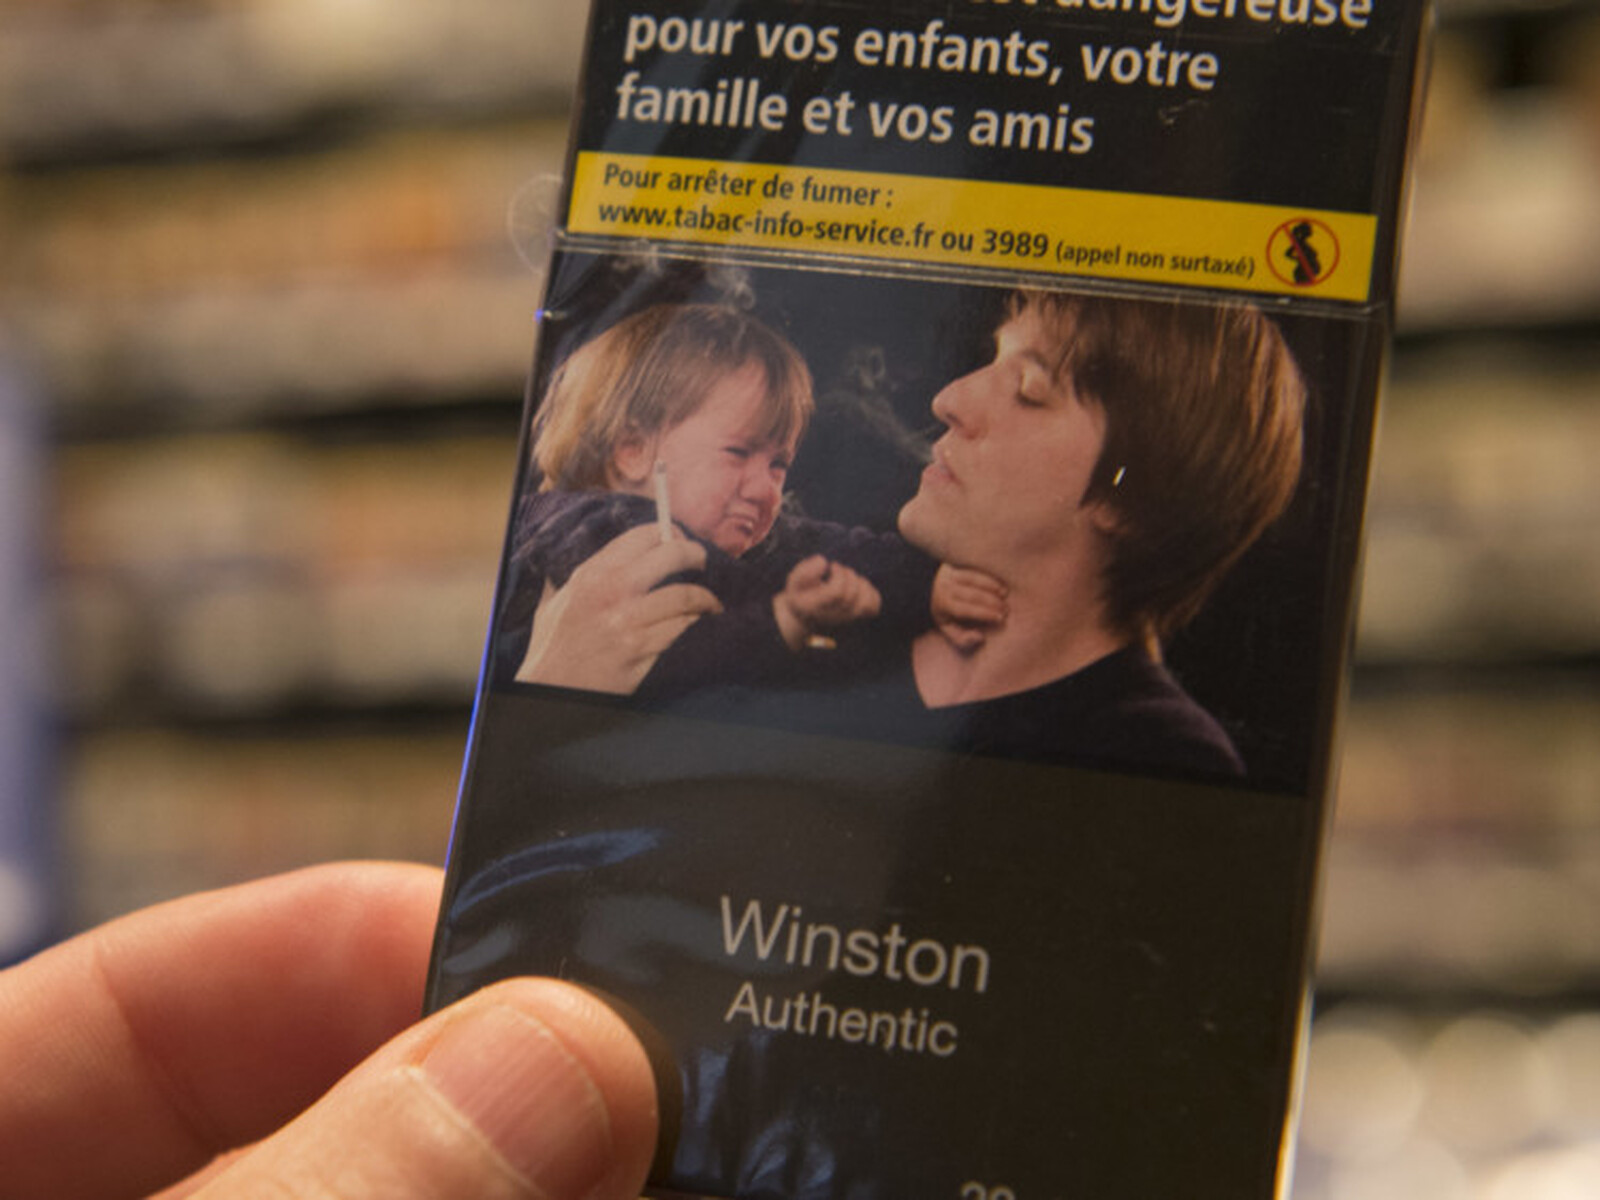 dangereuse
pour vos enfants, votre
famille et vos amis
Pour arrêter de fumer :
www.tabac-info-service.fr ou 3989 (appel non surtaxé)
Winston
Authentic